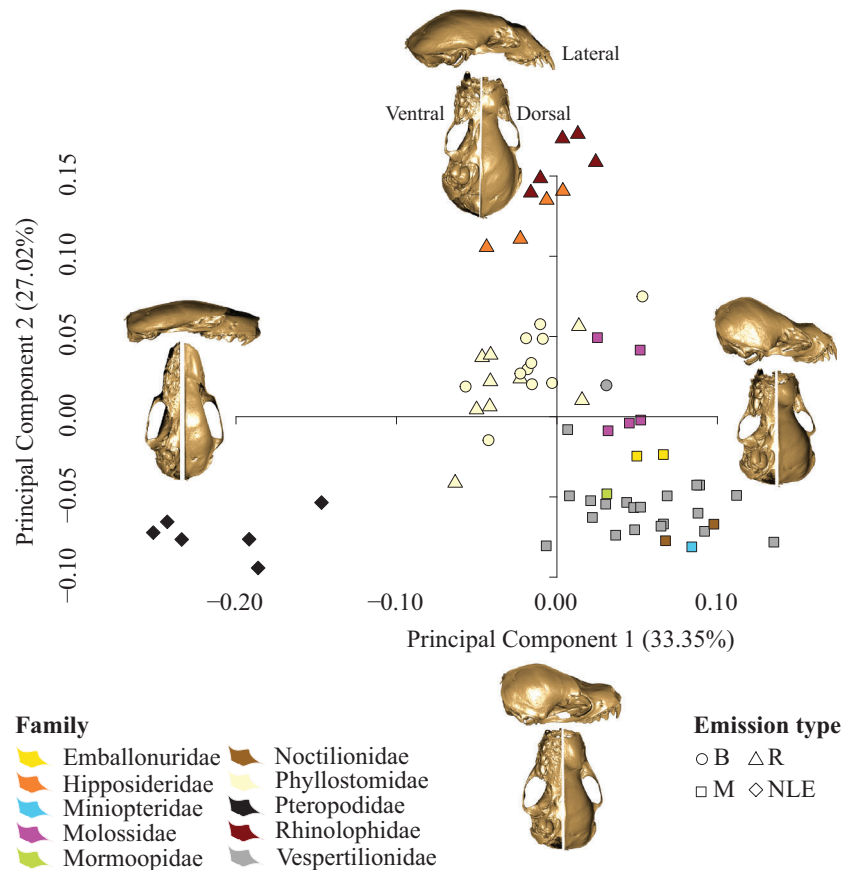 Lateral
Ventral
Dorsal
Principal Component 2 (27.02%)
0.15
0.10
0.05
0.00
−0.05
−0.10
−0.20
−0.10
0.00
0.10
Principal Component 1 (33.35%)
Family
Emballonuridae
Hipposideridae
Miniopteridae
Molossidae
Mormoopidae
Noctilionidae
Phyllostomidae
Pteropodidae
Rhinolophidae
Vespertilionidae
Emission type
B R
M NLE